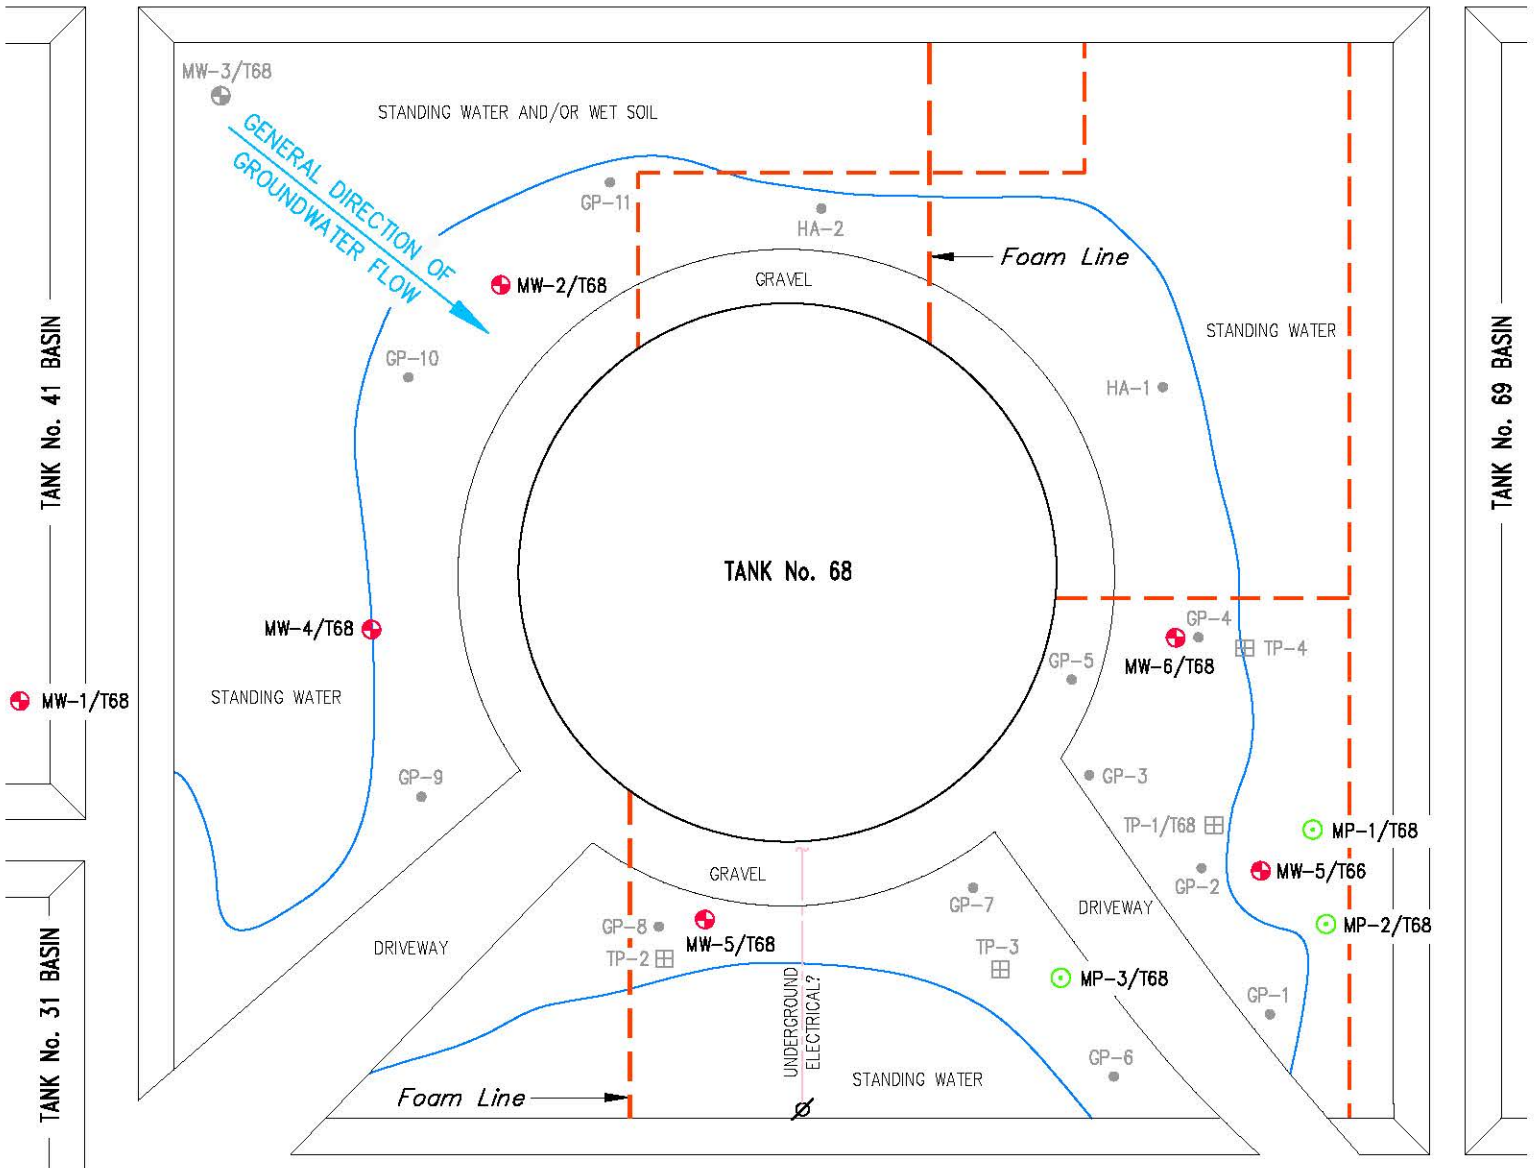 MW-3/T68
STANDING WATER AND/OR WET SOIL
GENERAL DIRECTION OF
GROUNDWATER FLOW
GP-11
HA-2
Foam Line
GRAVEL
MW-2/T68
STANDING WATER
TANK No. 41 BASIN
TANK No. 69 BASIN
GP-10
HA-1
TANK No. 68
MW-4/T68
GP-4
TP-4
MW-6/T68
GP-5
STANDING WATER
MW-1/T68
GP-9
GP-3
TP-1/T68
MP-1/T68
GRAVEL
MW-5/T66
GP-2
GP-7
DRIVEWAY
MP-2/T68
GP-8
MW-5/T68
DRIVEWAY
TP-2
TP-3
MP-3/T68
UNDERGROUND
ELECTRICAL?
GP-1
TANK No. 31 BASIN
GP-6
STANDING WATER
Foam Line